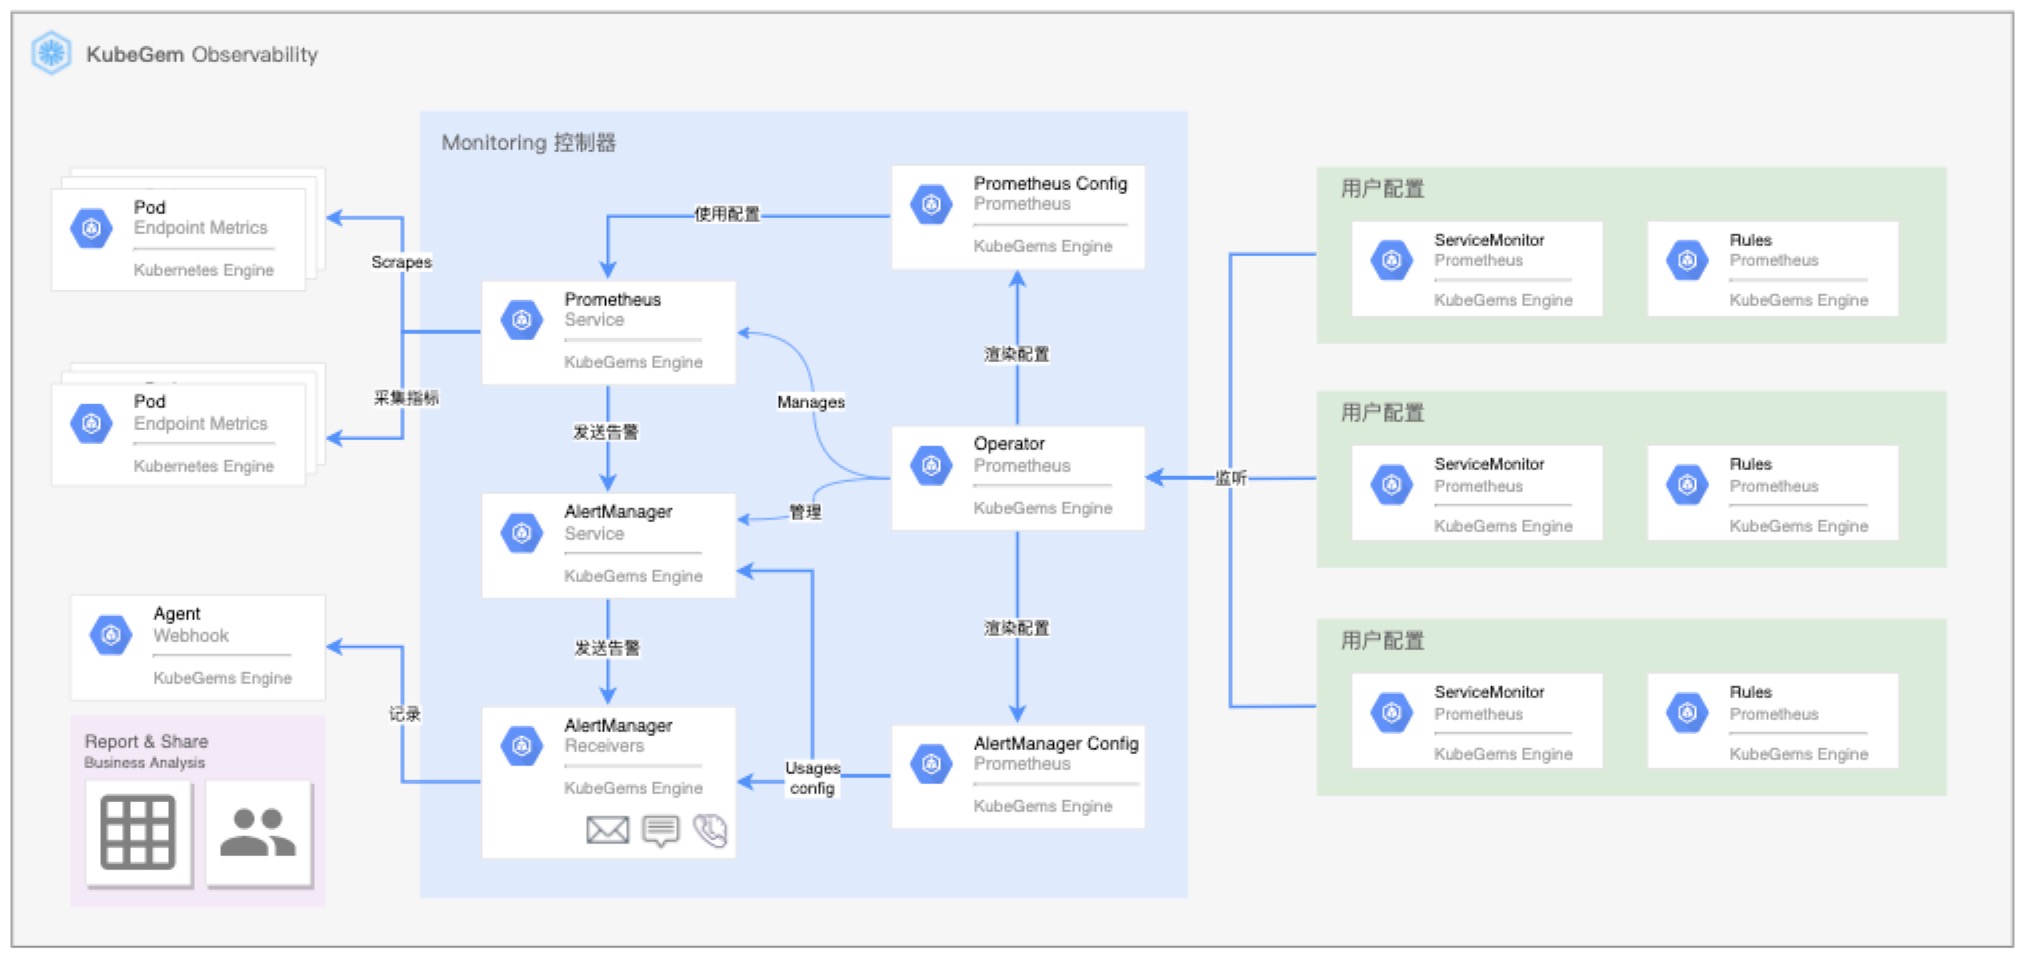 KubeGem Observability
Monitoring 控制器
Pod
Endpoint Metrics
Kubernetes Engine
Scrapes
采集指标
Pod
Endpoint Metrics
Kubernetes Engine
Agent
Webhook
KubeGems Engine
记录
Report & Share
Business Analysis
使用配置
Prometheus
Service
KubeGems Engine
发送告警
AlertManager
Service
KubeGems Engine
发送告警
AlertManager
Receivers
KubeGems Engine
Manages
管理
Usages
config
Prometheus Config
Prometheus
KubeGems Engine
渲染配置
Operator
Prometheus
KubeGems Engine
渲染配置
AlertManager Config
Prometheus
KubeGems Engine
监听
用户配置
ServiceMonitor
Prometheus
KubeGems Engine
Rules
Prometheus
KubeGems Engine
用户配置
ServiceMonitor
Prometheus
KubeGems Engine
Rules
Prometheus
KubeGems Engine
用户配置
ServiceMonitor
Prometheus
KubeGems Engine
Rules
Prometheus
KubeGems Engine